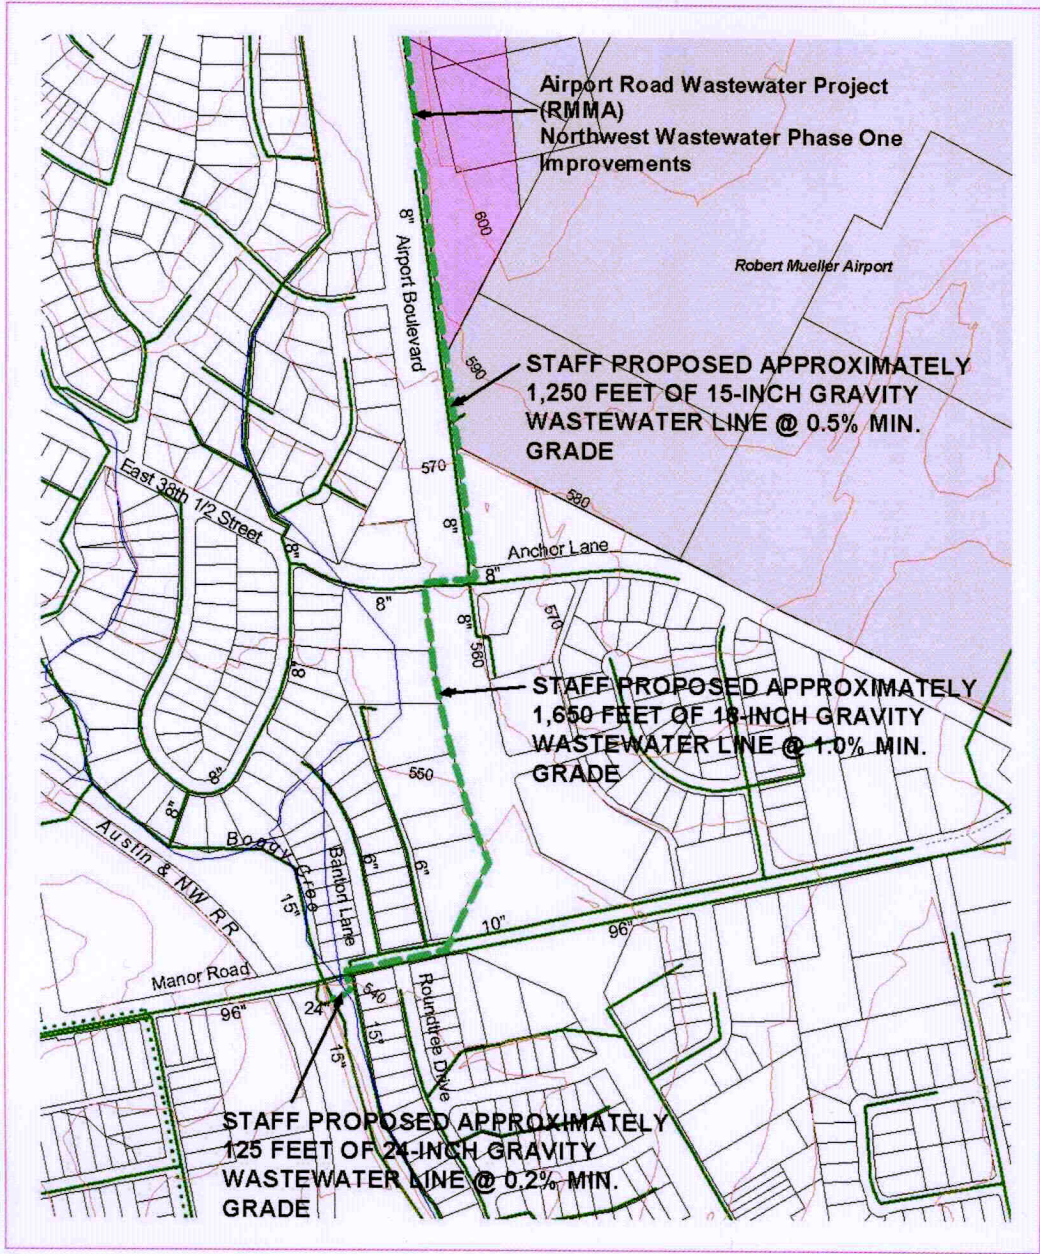 Airport Road Wastewater Project
(RMMA)
Northwest Wastewater Phase One
Improvements
8"
Airport Boulevard
600
Robert Mueller Airport
590
STAFF PROPOSED APPROXIMATELY
1,250 FEET OF 15-INCH GRAVITY
WASTEWATER LINE @ 0.5% MIN.
GRADE
570
580
East 38th 1/2 Street
8"
8"
Anchor Lane
8"
8"
8"
570
560
8"
STAFF PROPOSED APPROXIMATELY
1,650 FEET OF 18-INCH GRAVITY
WASTEWATER LINE @ 1.0% MIN.
GRADE
550
8"
8"
Austin & NW RR
Boggy Cree
15"
Banton Lane
6"
6"
10"
96"
Manor Road
96"
24"
540
15"
15"
Roundtree Drive
STAFF PROPOSED APPROXIMATELY
125 FEET OF 24-INCH GRAVITY
WASTEWATER LINE @ 0.2% MIN.
GRADE